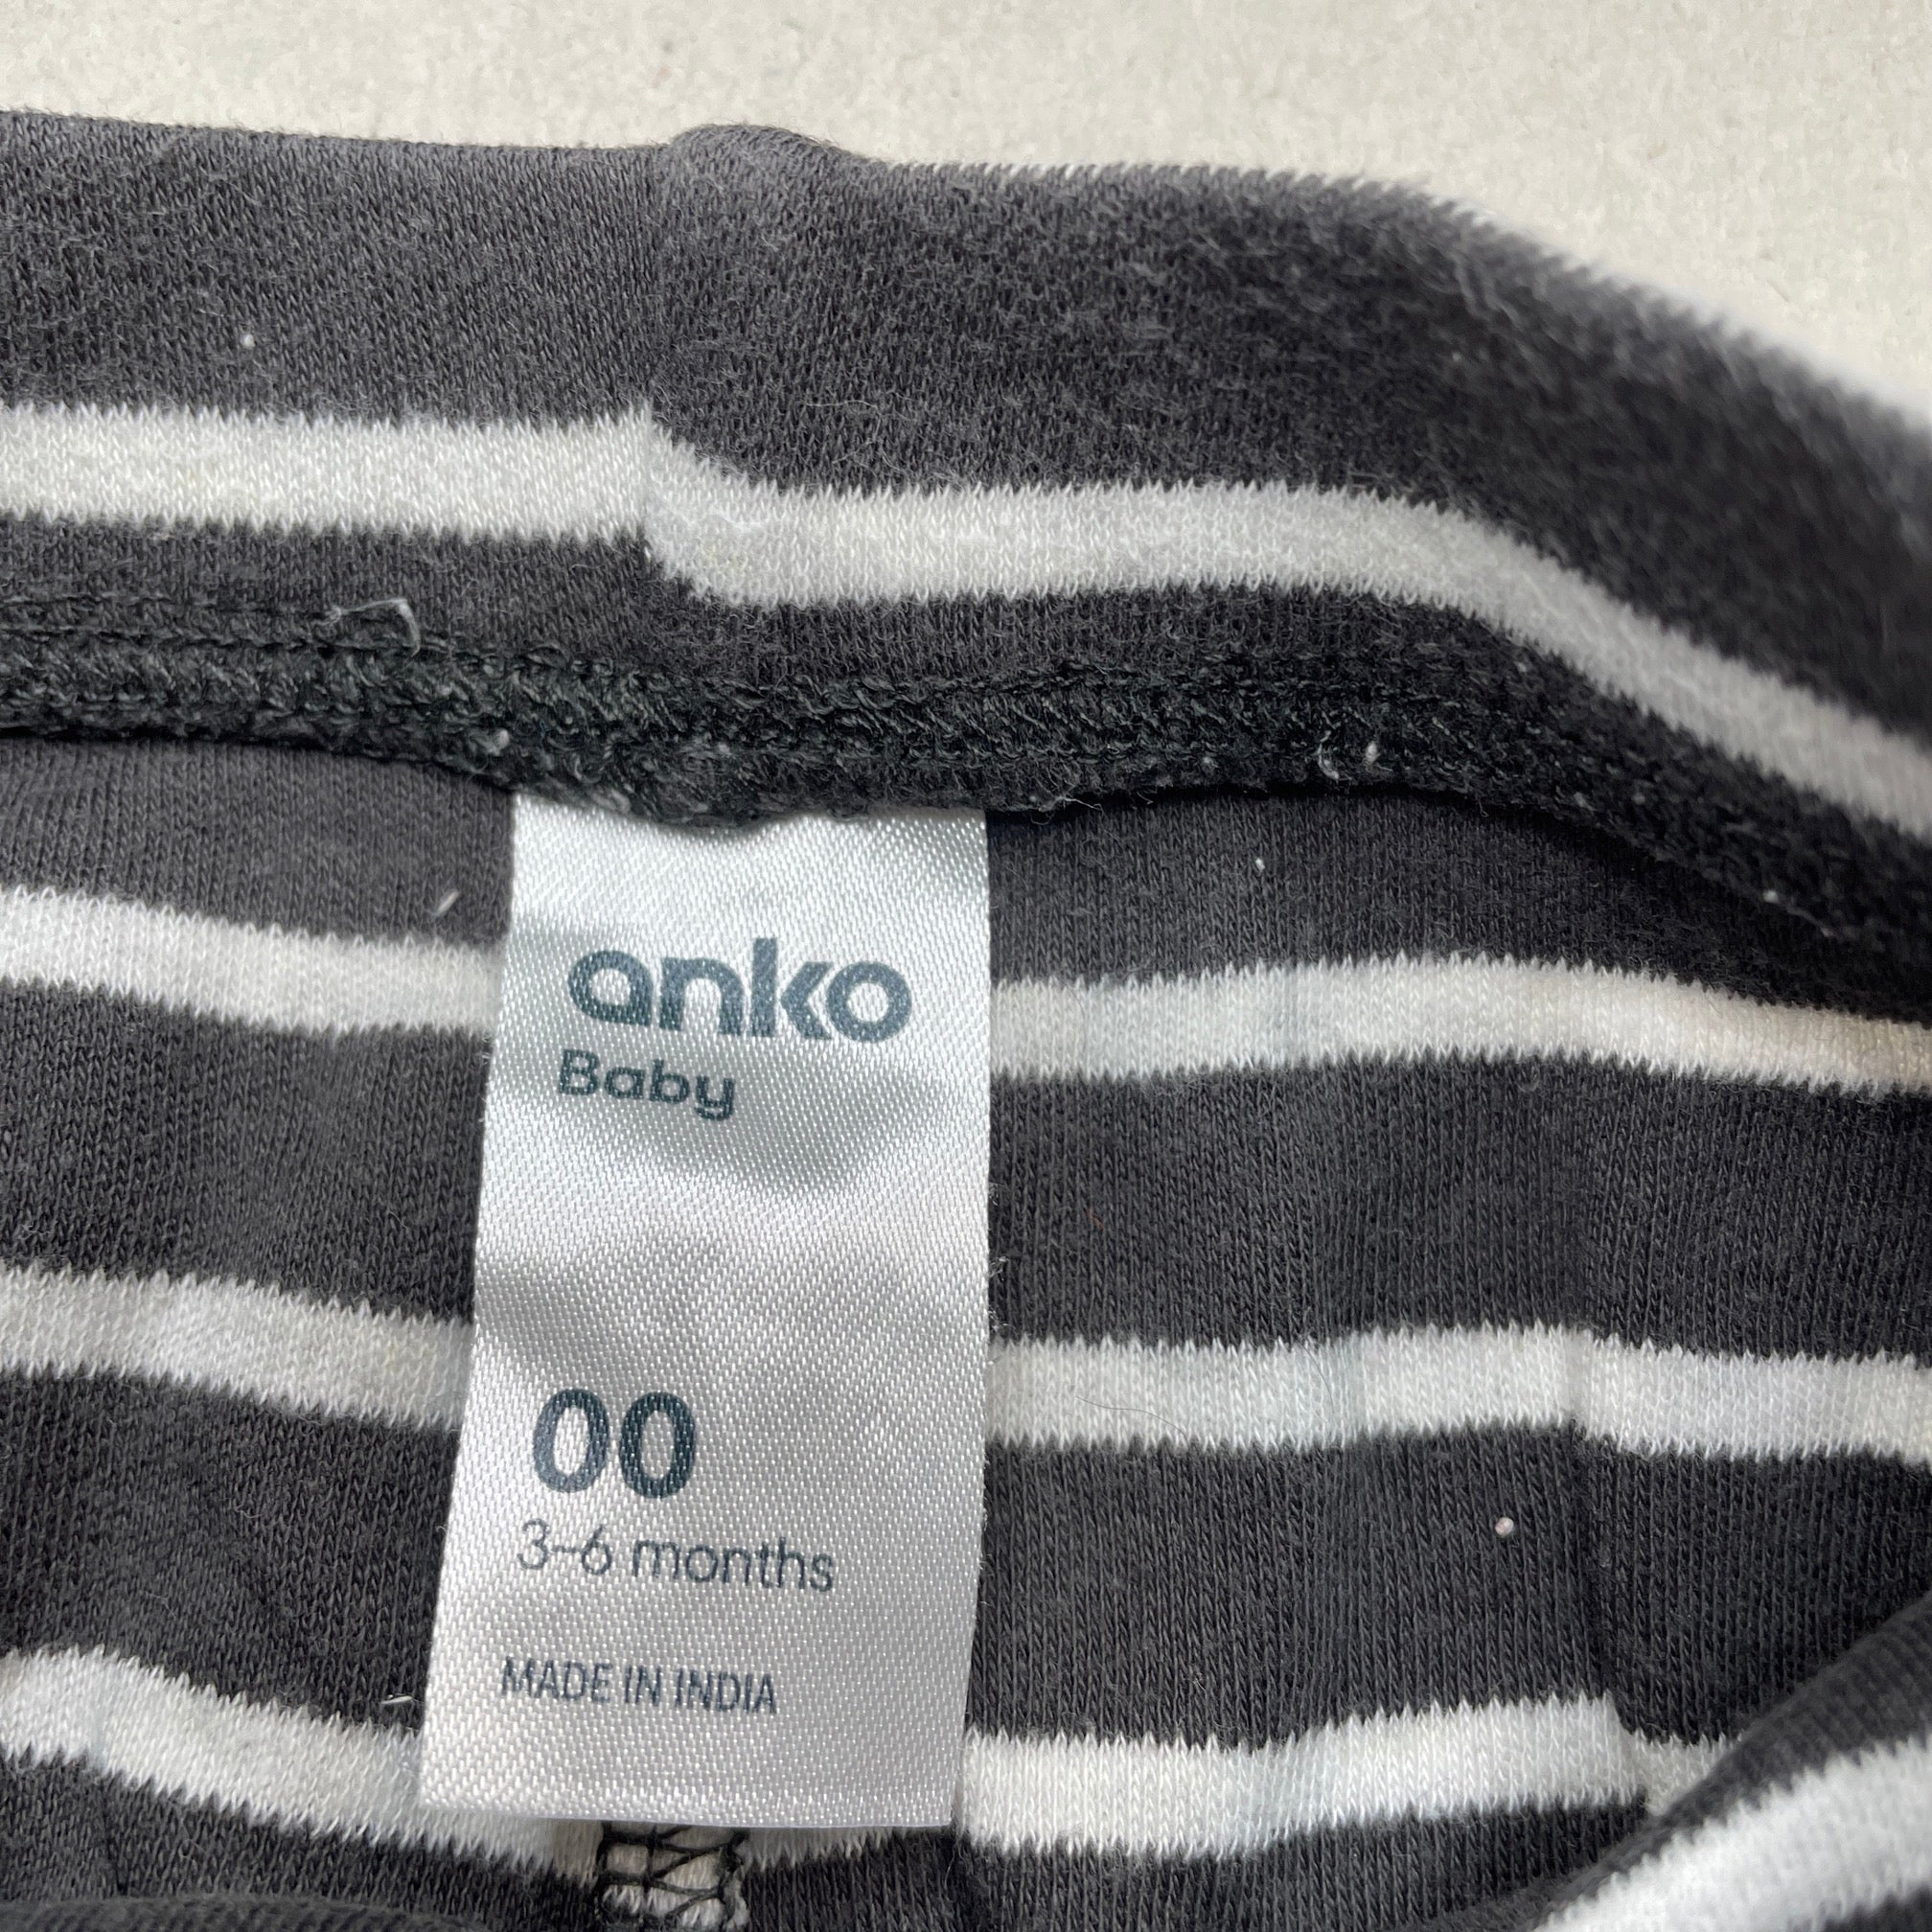 anko
Baby
00
3-6 months
MADE IN INDIA